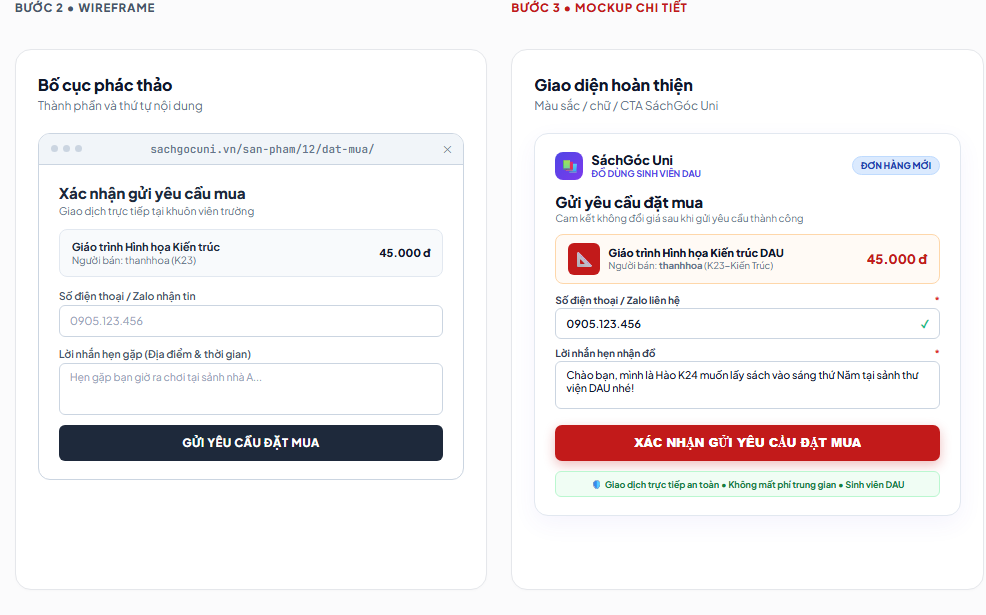 BƯỚC 2 • WIREFRAME
Bố cục phác thảo
Thành phần và thứ tự nội dung
sachgocuni.vn/san-pham/12/dat-mua/
Xác nhận gửi yêu cầu mua
Giao dịch trực tiếp tại khuôn viên trường
Giáo trình Hình họa Kiến trúc
Người bán: thanhhoa (K23)
45.000 đ
Số điện thoại / Zalo nhận tin
0905.123.456
Lời nhắn hẹn gặp (Địa điểm & thời gian)
Hẹn gặp bạn giờ ra chơi tại sảnh nhà A...
GỬI YÊU CẦU ĐẶT MUA
BƯỚC 3 • MOCKUP CHI TIẾT
Giao diện hoàn thiện
Màu sắc / chữ / CTA SáchGóc Uni
SáchGóc Uni
ĐỒ DÙNG SINH VIÊN DAU
ĐƠN HÀNG MỚI
Gửi yêu cầu đặt mua
Cam kết không đổi giá sau khi gửi yêu cầu thành công
Giáo trình Hình họa Kiến trúc DAU
Người bán: thanhhoa (K23–Kiến Trúc)
45.000 đ
Số điện thoại / Zalo liên hệ *
0905.123.456
Lời nhắn hẹn nhận đồ *
Chào bạn, mình là Hào K24 muốn lấy sách vào sáng thứ Năm tại sảnh thư
viện DAU nhé!
XÁC NHẬN GỬI YÊU CẦU ĐẶT MUA
Giao dịch trực tiếp an toàn • Không mất phí trung gian • Sinh viên DAU